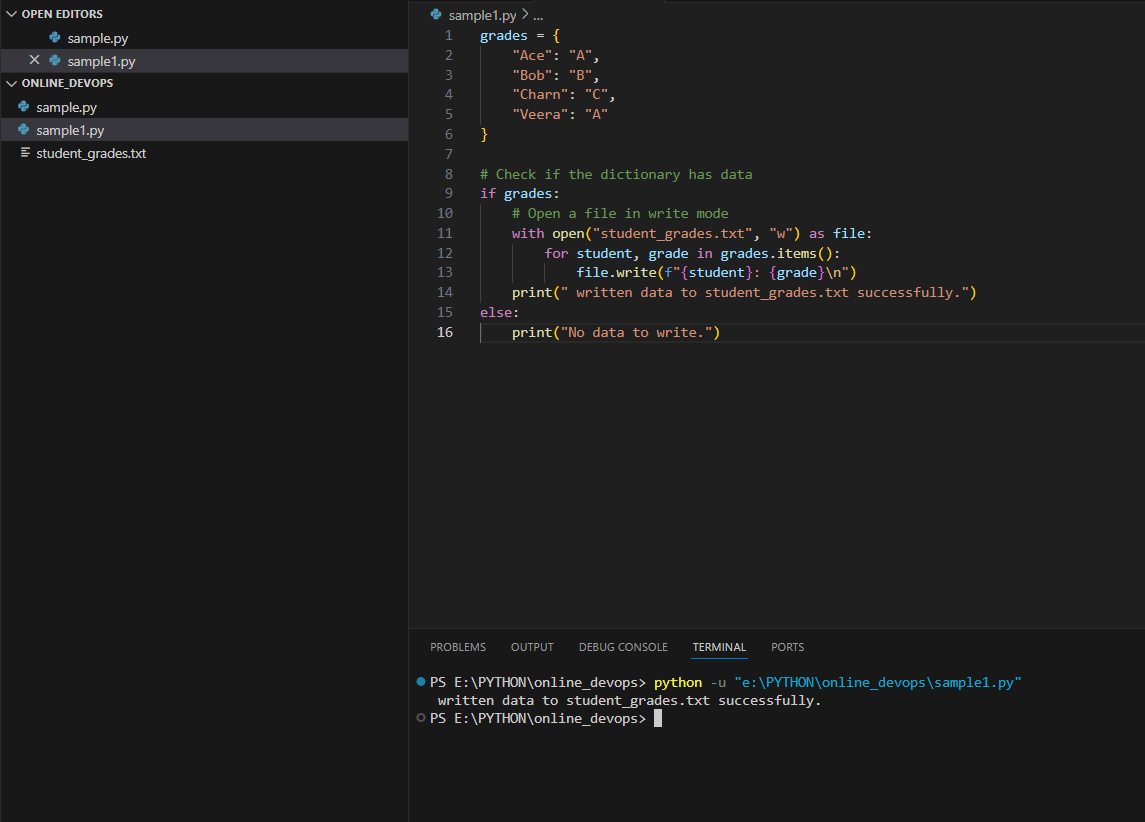 OPEN EDITORS
sample.py
sample1.py
ONLINE_DEVOPS
sample.py
sample1.py
student_grades.txt
sample1.py > ...
1 grades = {
2     "Ace": "A",
3     "Bob": "B",
4     "Charn": "C",
5     "Veera": "A"
6 }
7
8 # Check if the dictionary has data
9 if grades:
10     # Open a file in write mode
11     with open("student_grades.txt", "w") as file:
12         for student, grade in grades.items():
13             file.write(f"{student}: {grade}\n")
14     print(" written data to student_grades.txt successfully.")
15 else:
16     print("No data to write.")
PROBLEMS OUTPUT DEBUG CONSOLE TERMINAL PORTS
PS E:\PYTHON\online_devops> python -u "e:\PYTHON\online_devops\sample1.py"
 written data to student_grades.txt successfully.
PS E:\PYTHON\online_devops>